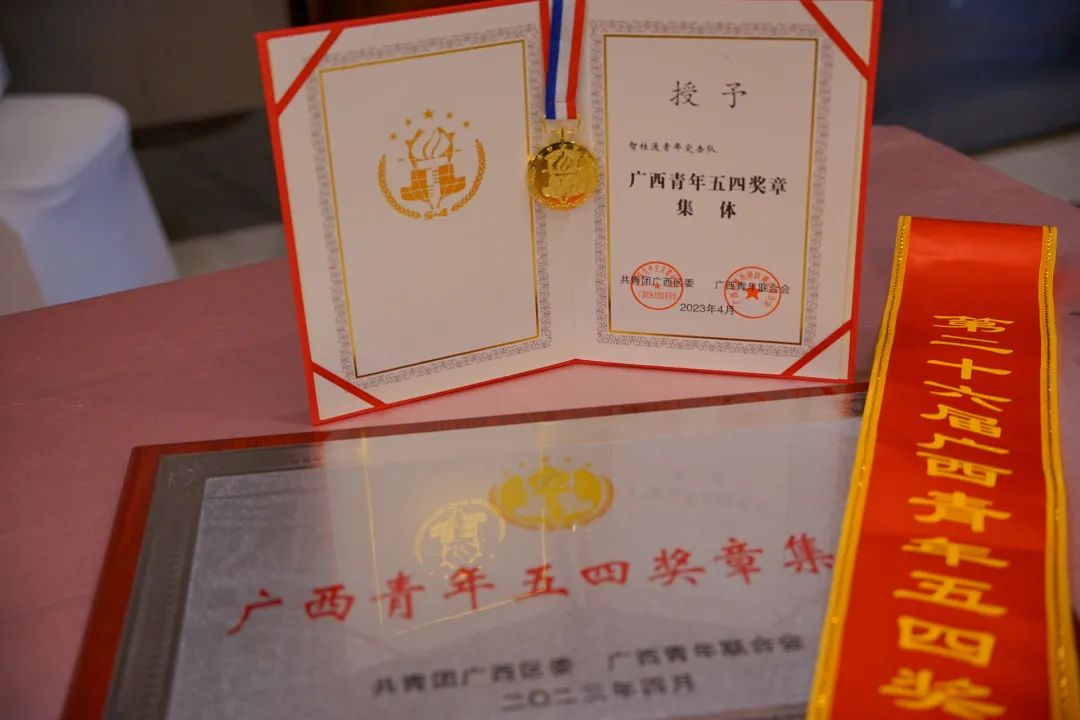 授予
智桂通青年突击队
广西青年五四奖章
集体
共青团广西区委 广西青年联合会
2023年4月
第二十六届广西青年五四奖
广西青年五四奖章集
共青团广西区委 广西青年联合会
二〇二三年四月